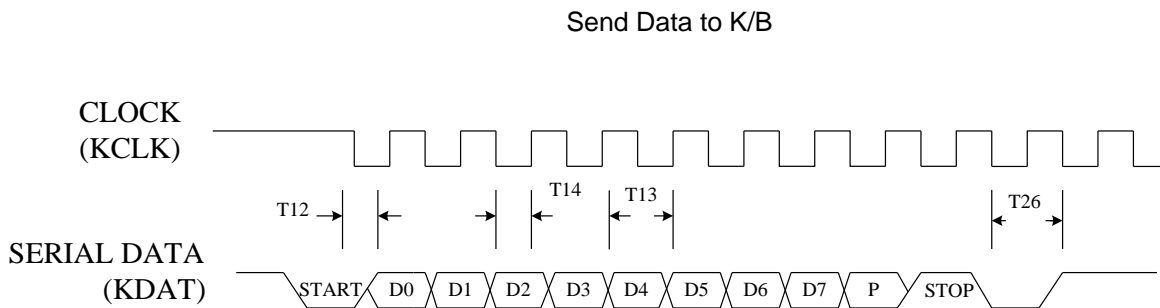 Send Data to K/B
CLOCK
(KCLK)
T12
T14
T13
T26
SERIAL DATA
(KDAT)
START D0 D1 D2 D3 D4 D5 D6 D7 P STOP